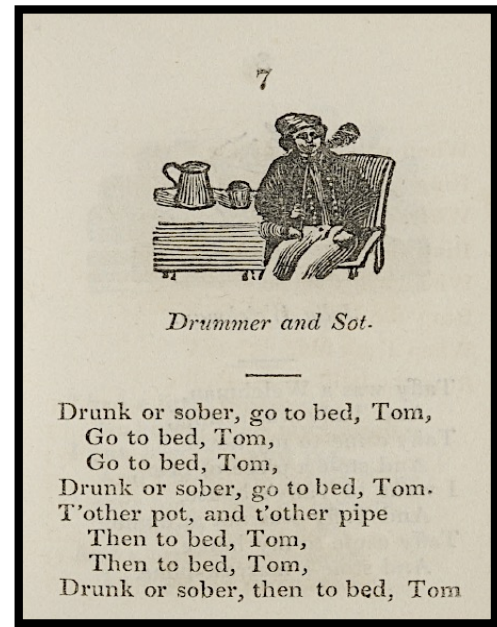 7
Drummer and Sot.
Drunk or sober, go to bed, Tom,
Go to bed, Tom,
Go to bed, Tom,
Drunk or sober, go to bed, Tom.
T'other pot, and t'other pipe
Then to bed, Tom,
Then to bed, Tom,
Drunk or sober, then to bed, Tom